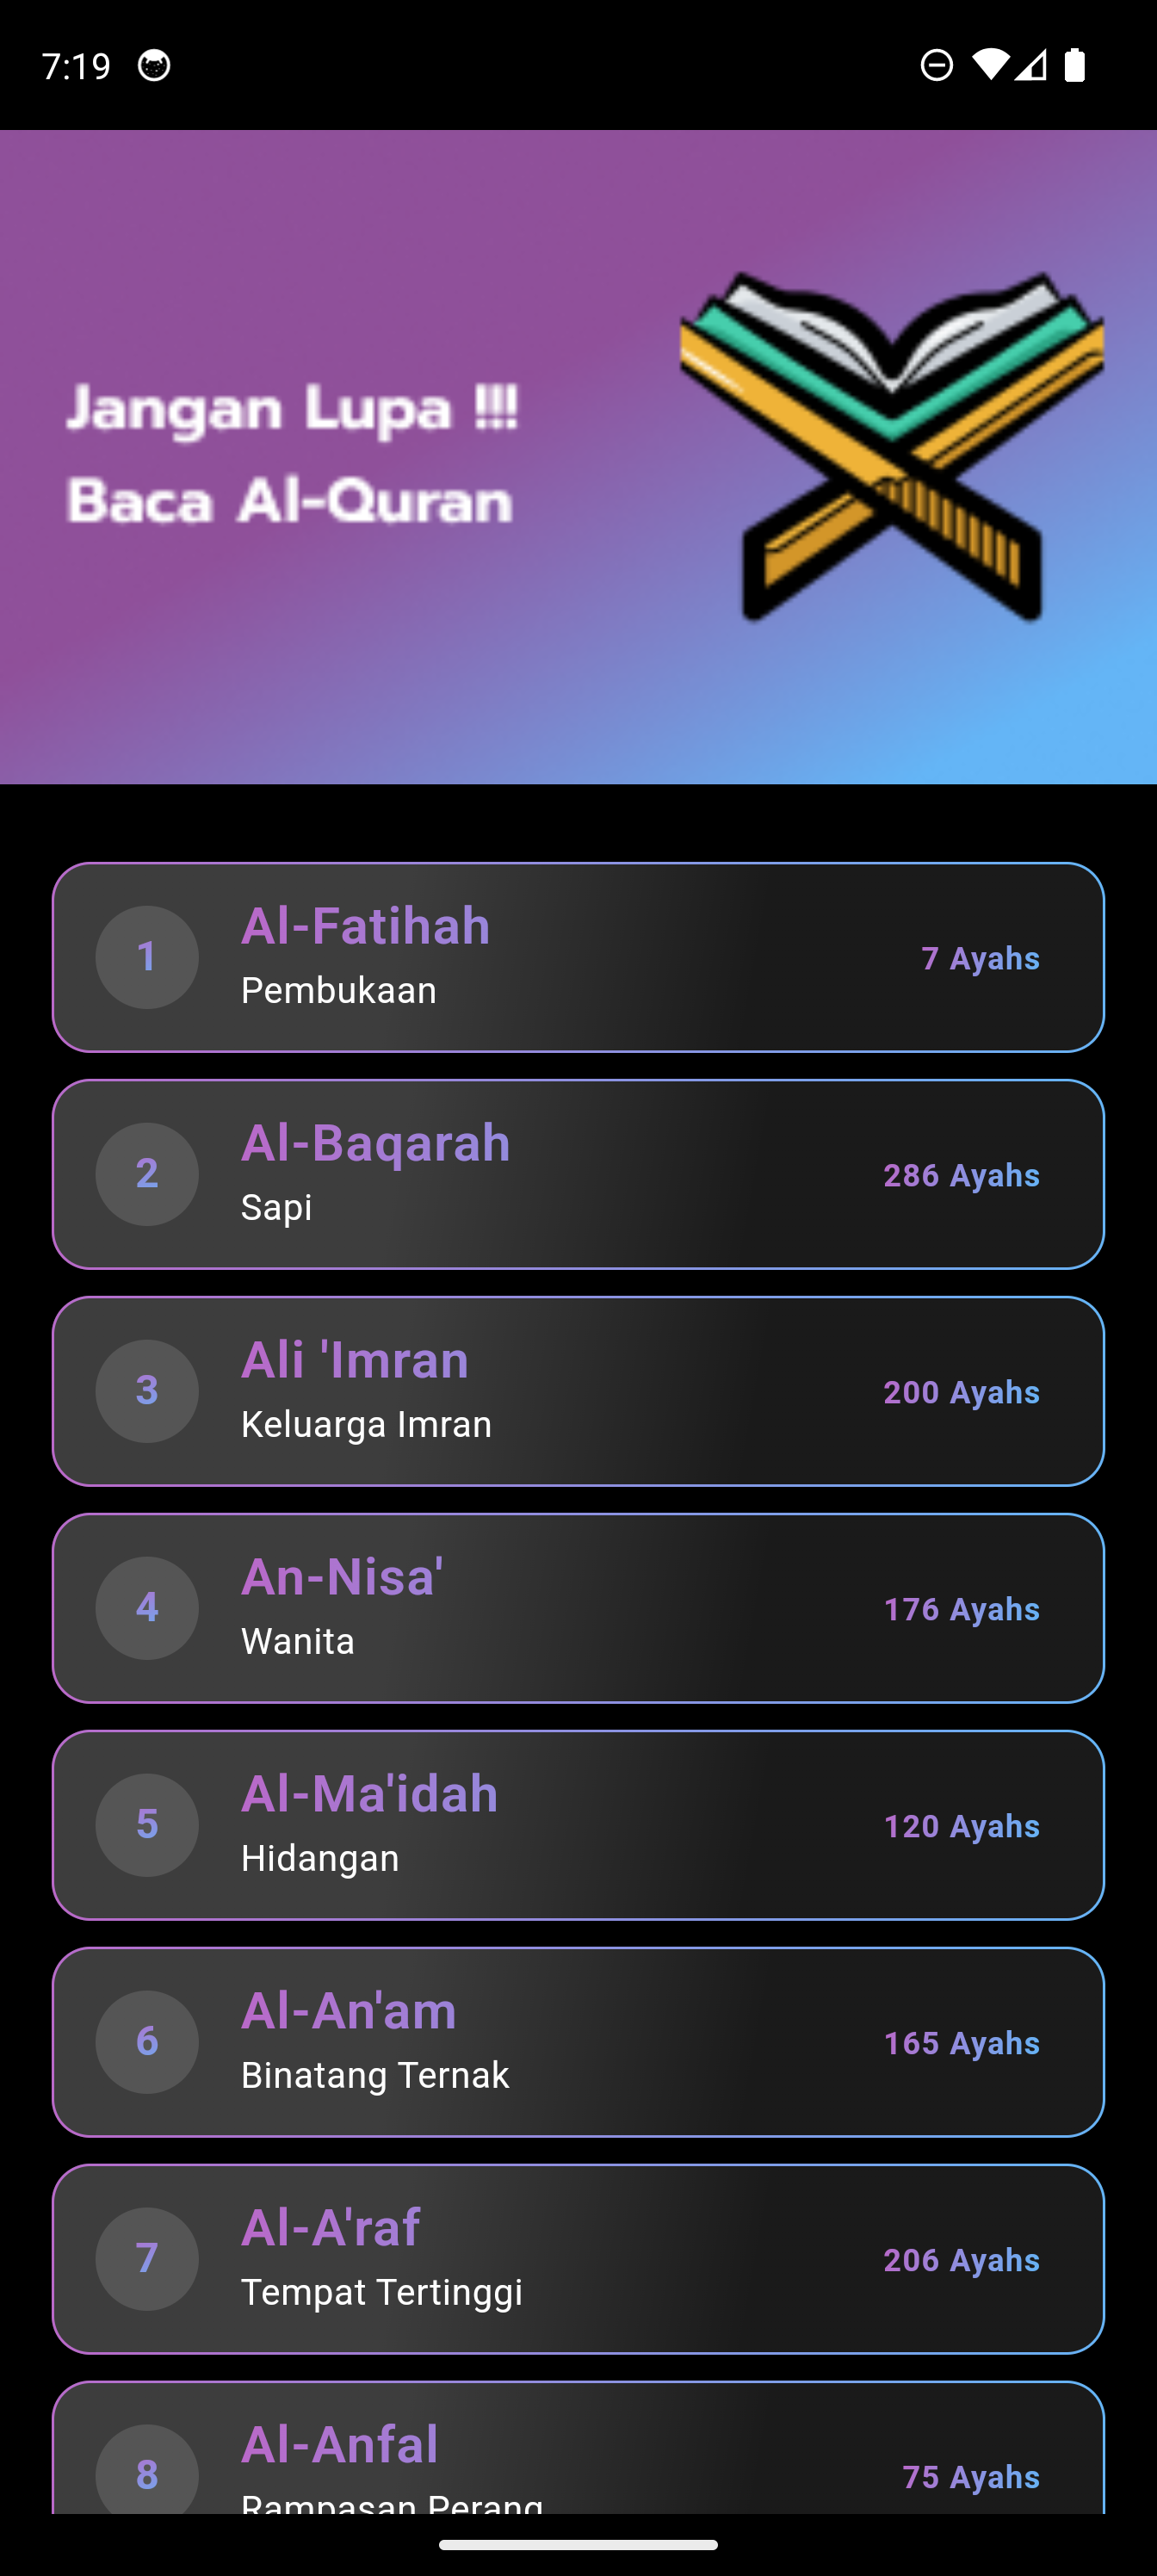 7:19
Jangan Lupa !!!
Baca Al-Quran
1
Al-Fatihah
Pembukaan
7 Ayahs
2
Al-Baqarah
Sapi
286 Ayahs
3
Ali 'Imran
Keluarga Imran
200 Ayahs
4
An-Nisa'
Wanita
176 Ayahs
5
Al-Ma'idah
Hidangan
120 Ayahs
6
Al-An'am
Binatang Ternak
165 Ayahs
7
Al-A'raf
Tempat Tertinggi
206 Ayahs
8
Al-Anfal
Rampasan Perang
75 Ayahs